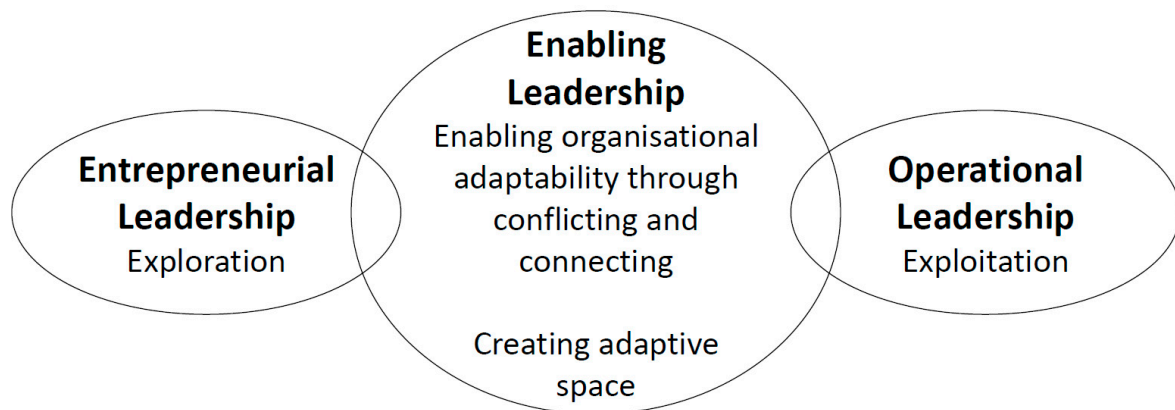 Entrepreneurial
Leadership
Exploration
Enabling
Leadership
Enabling organisational
adaptability through
conflicting and
connecting
Creating adaptive
space
Operational
Leadership
Exploitation